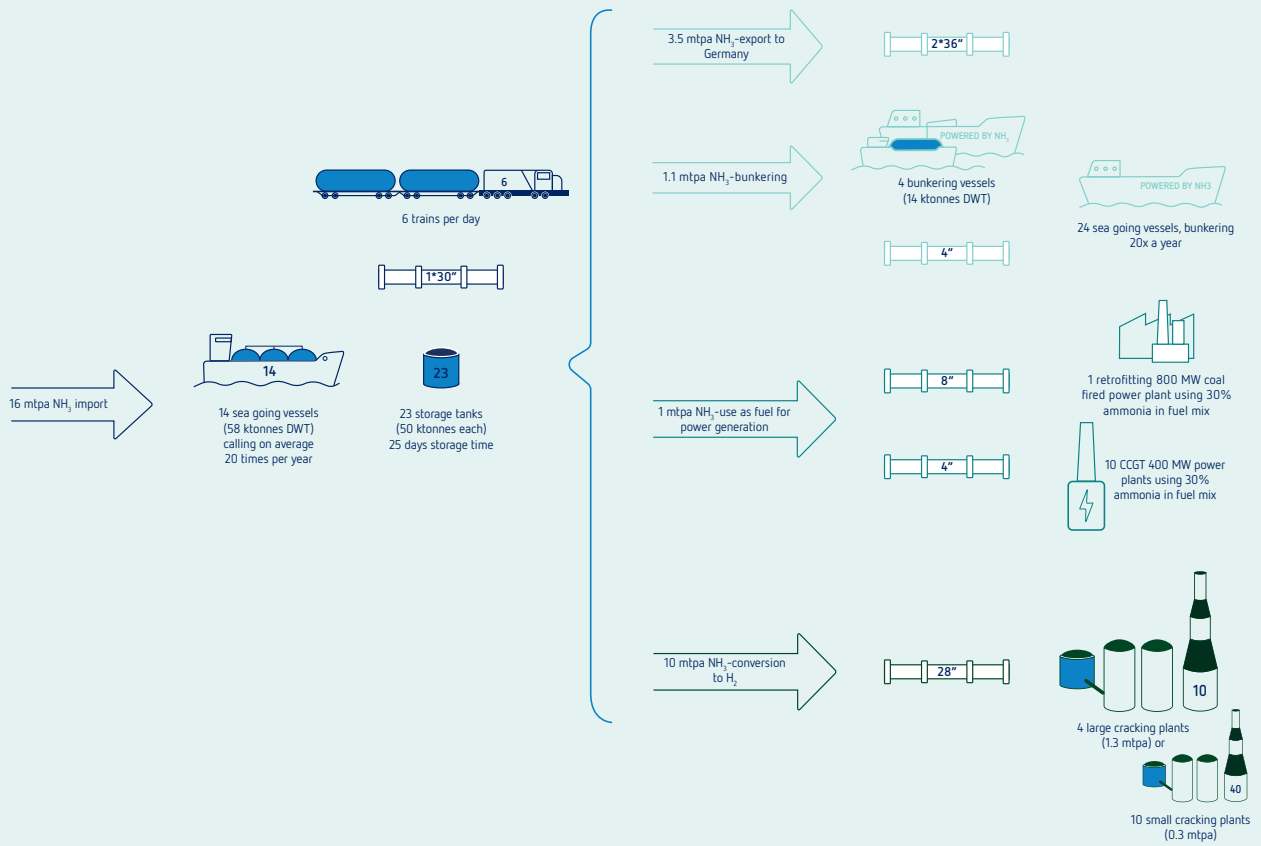 16 mtpa NH₃ import
14
14 sea going vessels
(58 ktonnes DWT)
calling on average
20 times per year
6
6 trains per day
1*30”
23
23 storage tanks
(50 ktonnes each)
25 days storage time
3.5 mtpa NH₃-export to
Germany
2*36”
1.1 mtpa NH₃-bunkering
POWERED BY NH₃
4 bunkering vessels
(14 ktonnes DWT)
4”
POWERED BY NH3
24 sea going vessels, bunkering
20x a year
1 mtpa NH₃-use as fuel for
power generation
8”
1 retrofitting 800 MW coal
fired power plant using 30%
ammonia in fuel mix
4”
10 CCGT 400 MW power
plants using 30%
ammonia in fuel mix
10 mtpa NH₃-conversion
to H₂
28”
10
4 large cracking plants
(1.3 mtpa) or
40
10 small cracking plants
(0.3 mtpa)